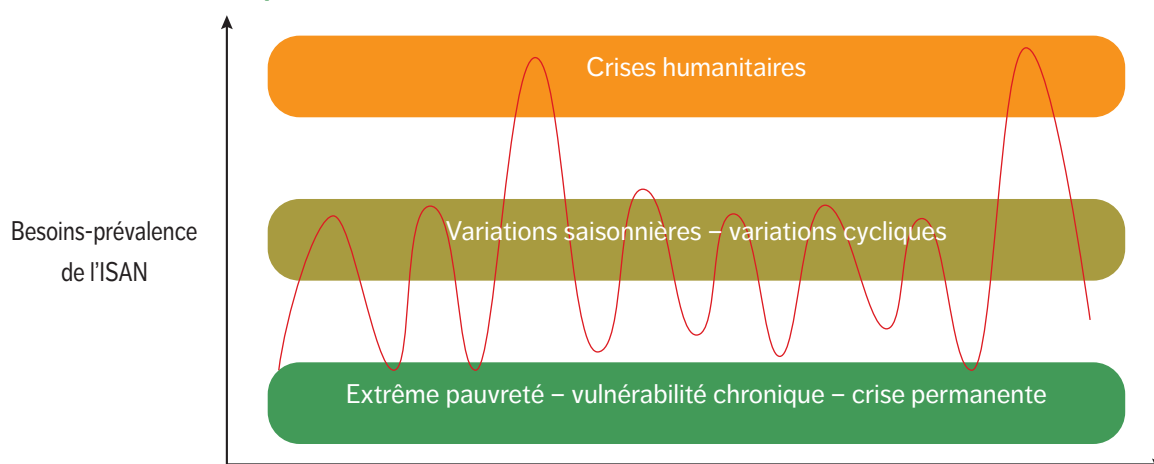 Crises humanitaires
Besoins-prévalence
de l'ISAN
Variations saisonnières – variations cycliques
Extrême pauvreté – vulnérabilité chronique – crise permanente